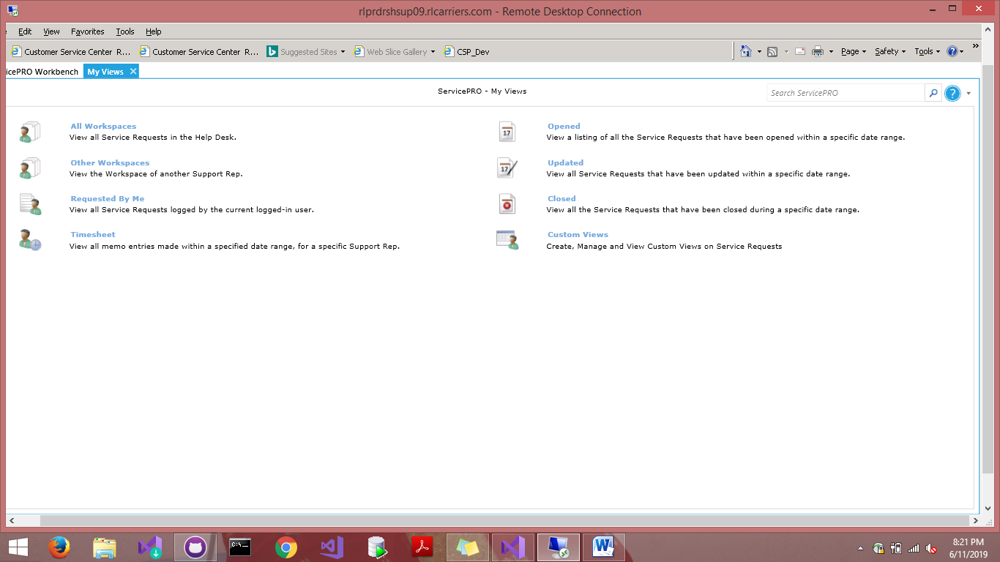 rlprdrshsup09.rlcarriers.com - Remote Desktop Connection
Edit View Favorites Tools Help
Customer Service Center R... Customer Service Center R... Suggested Sites Web Slice Gallery CSP_Dev Page Safety Tools
icePRO Workbench My Views
ServicePRO - My Views
Search ServicePRO
All Workspaces
View all Service Requests in the Help Desk.
Other Workspaces
View the Workspace of another Support Rep.
Requested By Me
View all Service Requests logged by the current logged-in user.
Timesheet
View all memo entries made within a specified date range, for a specific Support Rep.
17
Opened
View a listing of all the Service Requests that have been opened within a specific date range.
17
Updated
View all Service Requests that have been updated within a specific date range.
Closed
View all the Service Requests that have been closed during a specific date range.
Custom Views
Create, Manage and View Custom Views on Service Requests
8:21 PM
6/11/2019